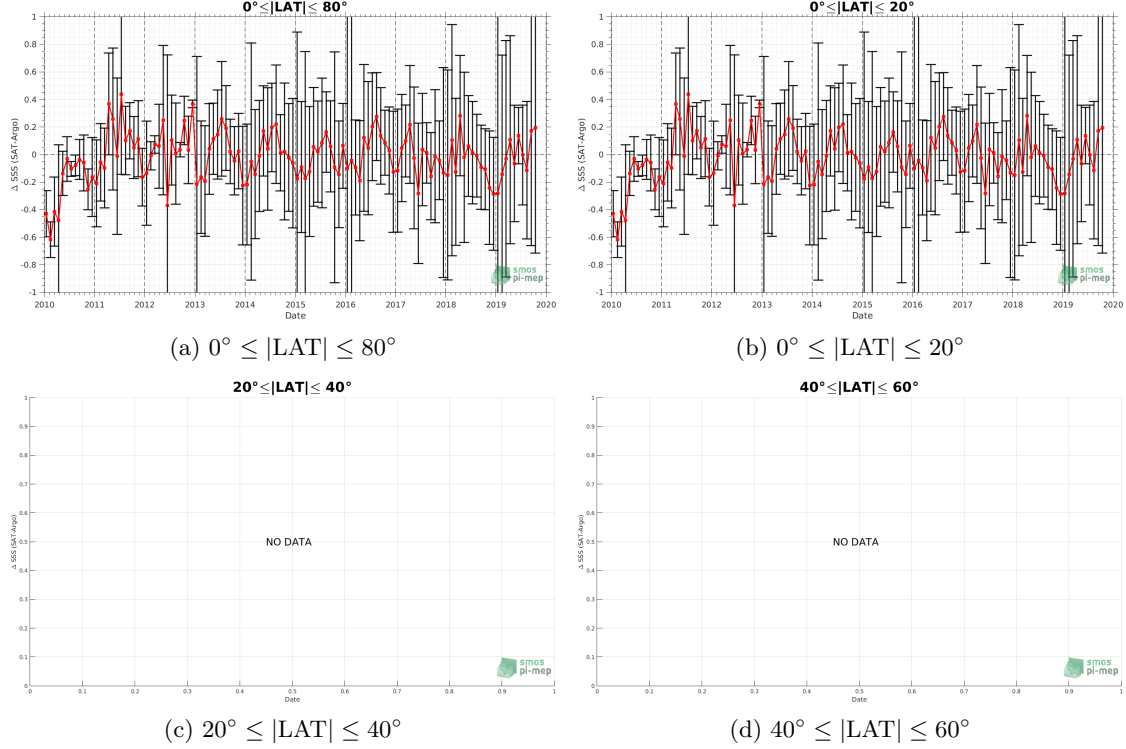 0°≤|LAT|≤ 80°
Δ SSS (SAT-Argo)
1
0.8
0.6
0.4
0.2
0
-0.2
-0.4
-0.6
-0.8
-1
2010 2011 2012 2013 2014 2015 2016 2017 2018 2019 2020
Date
smos
pi-mep
(a) 0° ≤ |LAT| ≤ 80°
0°≤|LAT|≤ 20°
Δ SSS (SAT-Argo)
1
0.8
0.6
0.4
0.2
0
-0.2
-0.4
-0.6
-0.8
-1
2010 2011 2012 2013 2014 2015 2016 2017 2018 2019 2020
Date
smos
pi-mep
(b) 0° ≤ |LAT| ≤ 20°
20°≤|LAT|≤ 40°
Δ SSS (SAT-Argo)
1
0.9
0.8
0.7
0.6
0.5
0.4
0.3
0.2
0.1
0
NO DATA
0 0.1 0.2 0.3 0.4 0.5 0.6 0.7 0.8 0.9 1
Date
smos
pi-mep
(c) 20° ≤ |LAT| ≤ 40°
40°≤|LAT|≤ 60°
Δ SSS (SAT-Argo)
1
0.9
0.8
0.7
0.6
0.5
0.4
0.3
0.2
0.1
0
NO DATA
0 0.1 0.2 0.3 0.4 0.5 0.6 0.7 0.8 0.9 1
Date
smos
pi-mep
(d) 40° ≤ |LAT| ≤ 60°